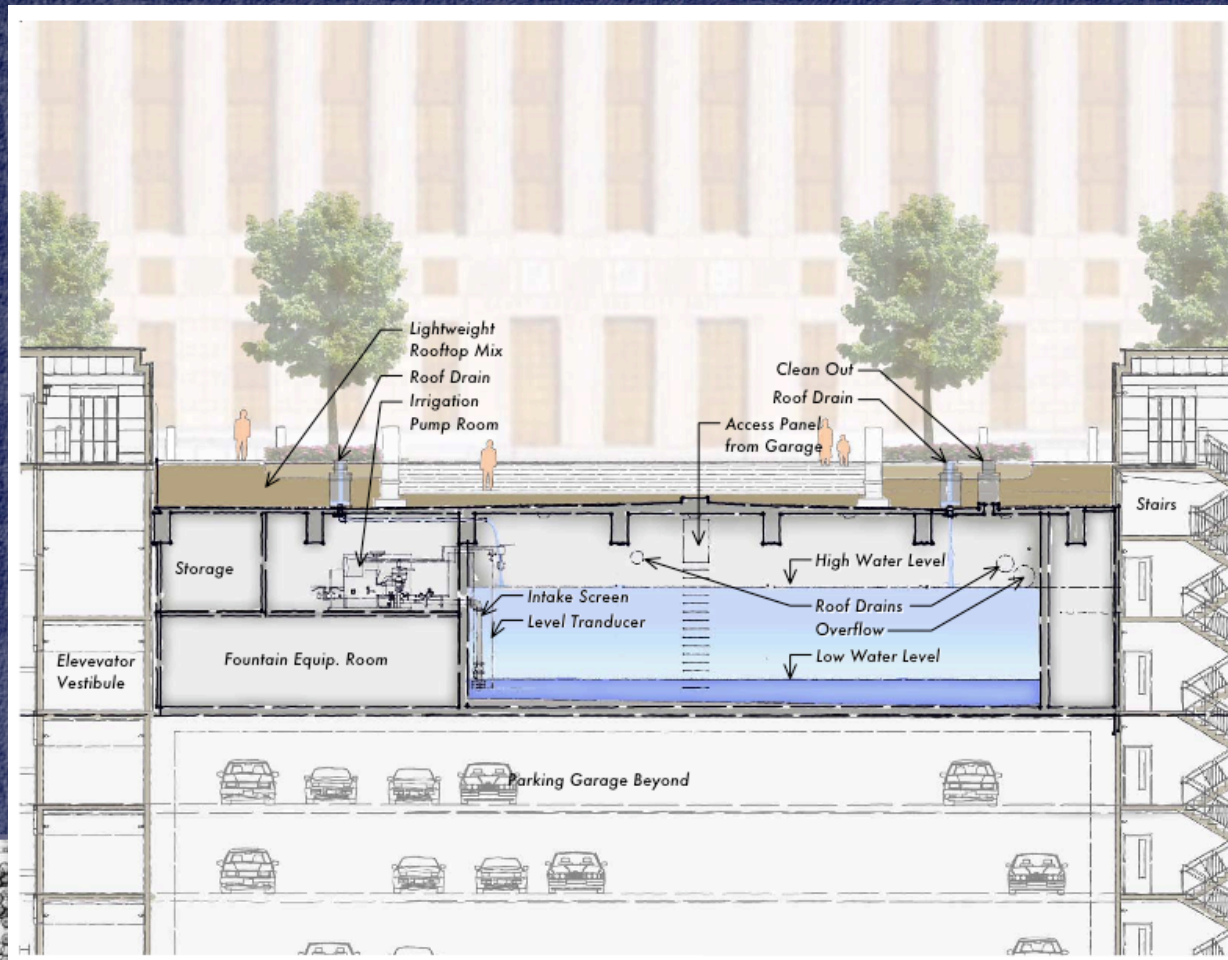 Lightweight
Rooftop Mix
Roof Drain
Irrigation
Pump Room
Clean Out
Roof Drain
Access Panel
from Garage
Stairs
Storage
High Water Level
Intake Screen
Level Tranducer
Roof Drains
Overflow
Elevevator
Vestibule
Fountain Equip. Room
Low Water Level
Parking Garage Beyond